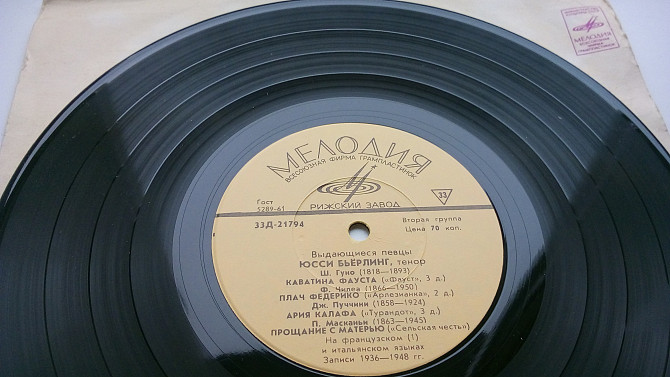 МЕЛОДИЯ
ВСЕСОЮЗНАЯ ФИРМА ГРАМПЛАСТИНОК
РИЖСКИЙ ЗАВОД
Гост
5289-61
33
33Д-21794
Вторая группа
Цена 70 коп.
Выдающиеся певцы
ЮССИ БЬЁРЛИНГ, тенор
Ш. Гуно (1818—1893)
КАВАТИНА ФАУСТА («Фауст», 3 д.)
Ф. Чилеа (1866—1950)
ПЛАЧ ФЕДЕРИКО («Арлезианка», 2 д.)
Дж. Пуччини (1858—1924)
АРИЯ КАЛАФА («Турандот», 3 д.)
П. Масканьи (1863—1945)
ПРОЩАНИЕ С МАТЕРЬЮ («Сельская честь»)
На французском (1)
и итальянском языках
Записи 1936—1948 гг.
МЕЛОДИЯ